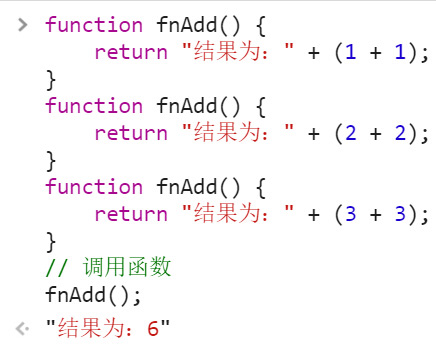 function fnAdd() {
    return "结果为：" + (1 + 1);
}
function fnAdd() {
    return "结果为：" + (2 + 2);
}
function fnAdd() {
    return "结果为：" + (3 + 3);
}
// 调用函数
fnAdd();
"结果为：6"